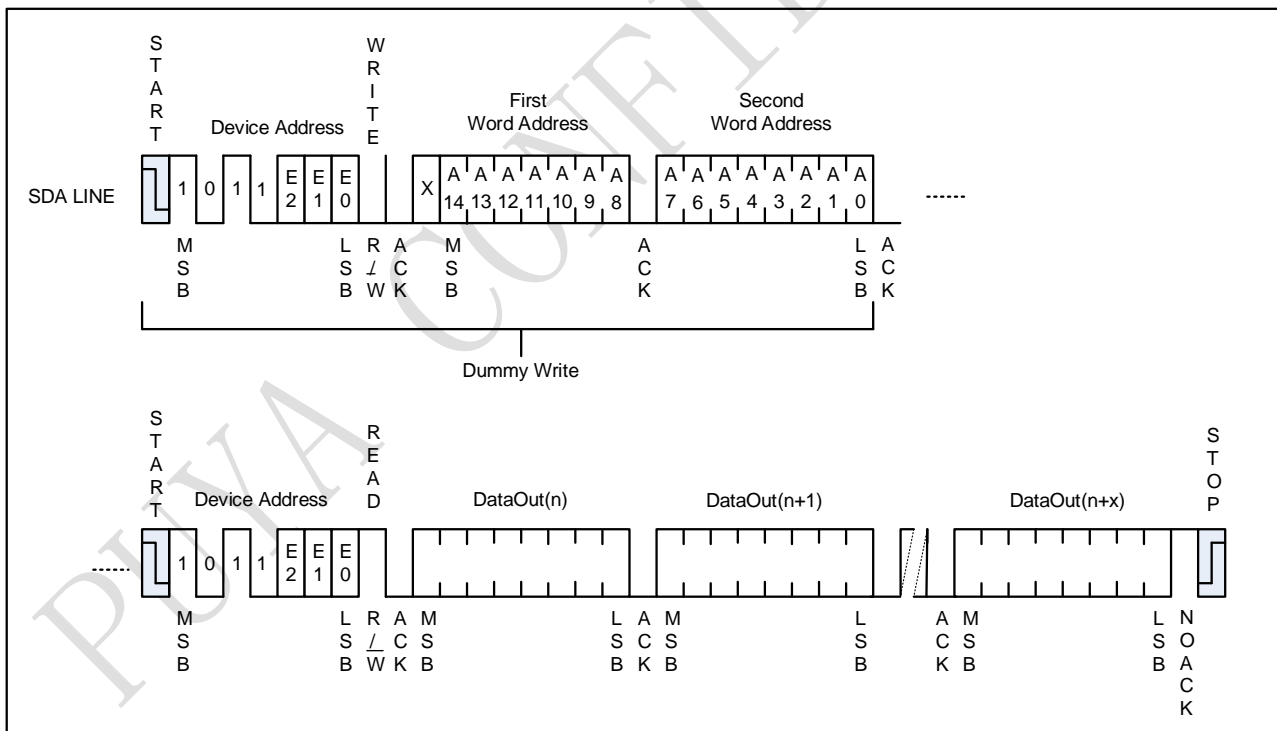 START
WRITE
First
Word Address
Second
Word Address
Device Address
SDA LINE
1 0 1 1 E2 E1 E0
X A14 A13 A12 A11 A10 A9 A8
A7 A6 A5 A4 A3 A2 A1 A0
MSB
LSB
R/W
ACK
MSB
ACK
LSB
ACK
Dummy Write
START
READ
STOP
Device Address
DataOut(n)
DataOut(n+1)
DataOut(n+x)
1 0 1 1 E2 E1 E0
MSB
LSB
R/W
ACK
MSB
LSB
ACK
MSB
LSB
ACK
MSB
LSB
NOACK
PUYA CONFI